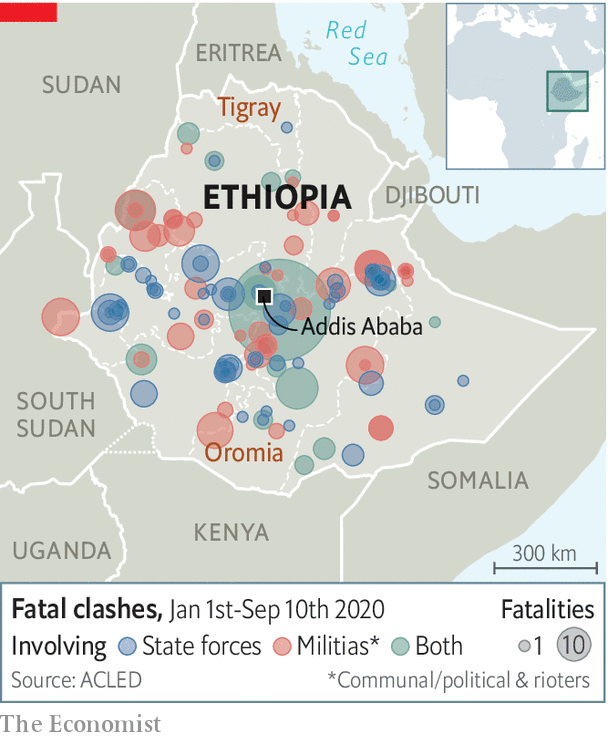 Red
Sea
SUDAN
ERITREA
Tigray
ETHIOPIA
DJIBOUTI
Addis Ababa
SOUTH
SUDAN
Oromia
SOMALIA
KENYA
UGANDA
300 km
Fatal clashes, Jan 1st-Sep 10th 2020
Fatalities
Involving State forces Militias* Both
1 10
Source: ACLED
*Communal/political & rioters
The Economist